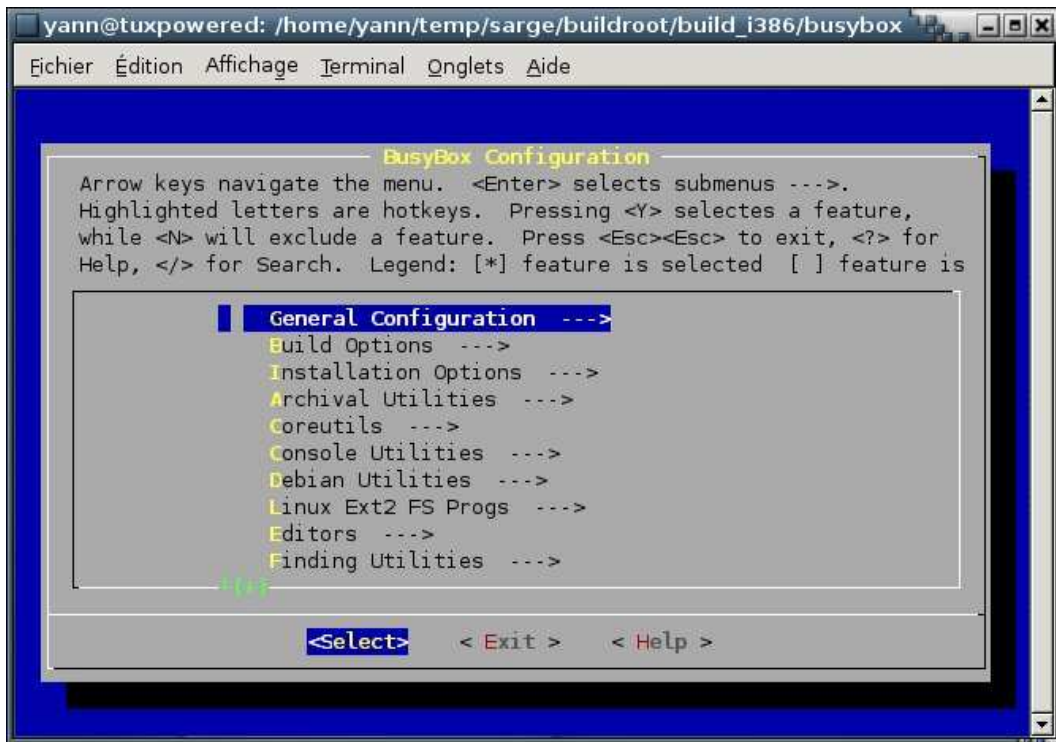 yann@tuxpowered: /home/yann/temp/sarge/buildroot/build_i386/busybox
Fichier Édition Affichage Terminal Onglets Aide
BusyBox Configuration
Arrow keys navigate the menu. <Enter> selects submenus --->.
Highlighted letters are hotkeys. Pressing <Y> selectes a feature,
while <N> will exclude a feature. Press <Esc><Esc> to exit, <?> for
Help, </> for Search. Legend: [*] feature is selected [ ] feature is
General Configuration --->
Build Options --->
Installation Options --->
Archival Utilities --->
Coreutils --->
Console Utilities --->
Debian Utilities --->
Linux Ext2 FS Progs --->
Editors --->
Finding Utilities --->
<Select> < Exit > < Help >